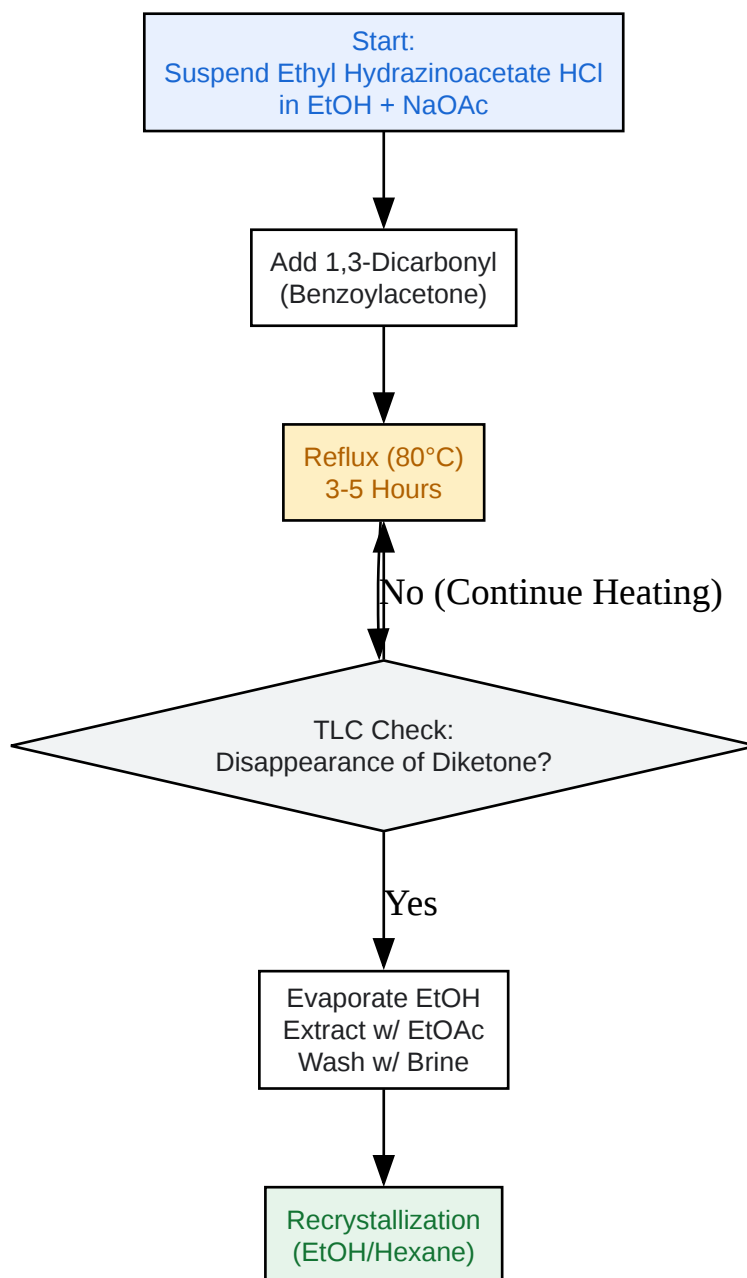 Start:
Suspend Ethyl Hydrazinoacetate HCl
in EtOH + NaOAc
Add 1,3-Dicarbonyl
(Benzoylacetone)
Reflux (80°C)
3-5 Hours
No (Continue Heating)
TLC Check:
Disappearance of Diketone?
Yes
Evaporate EtOH
Extract w/ EtOAc
Wash w/ Brine
Recrystallization
(EtOH/Hexane)